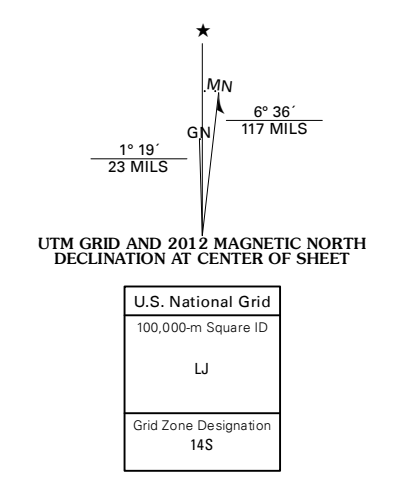 ★
MN
6° 36´
117 MILS
GN
1° 19´
23 MILS
UTM GRID AND 2012 MAGNETIC NORTH
DECLINATION AT CENTER OF SHEET
U.S. National Grid
100,000-m Square ID
LJ
Grid Zone Designation
14S